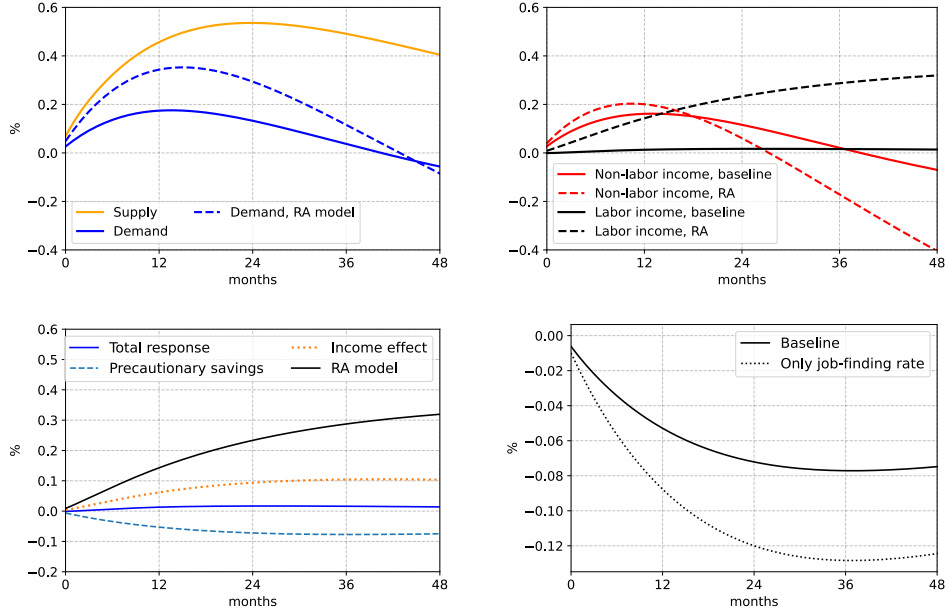 0.6
0.4
0.2
0.0
−0.2
−0.4
%
Supply
Demand
Demand, RA model
0 12 24 36 48
months
0.6
0.4
0.2
0.0
−0.2
−0.4
Non-labor income, baseline
Non-labor income, RA
Labor income, baseline
Labor income, RA
0 12 24 36 48
months
0.6
0.5
0.4
0.3
0.2
0.1
0.0
−0.1
−0.2
%
Total response
Precautionary savings
Income effect
RA model
0 12 24 36 48
months
0.00
−0.02
−0.04
−0.06
−0.08
−0.10
−0.12
%
Baseline
Only job-finding rate
0 12 24 36 48
months